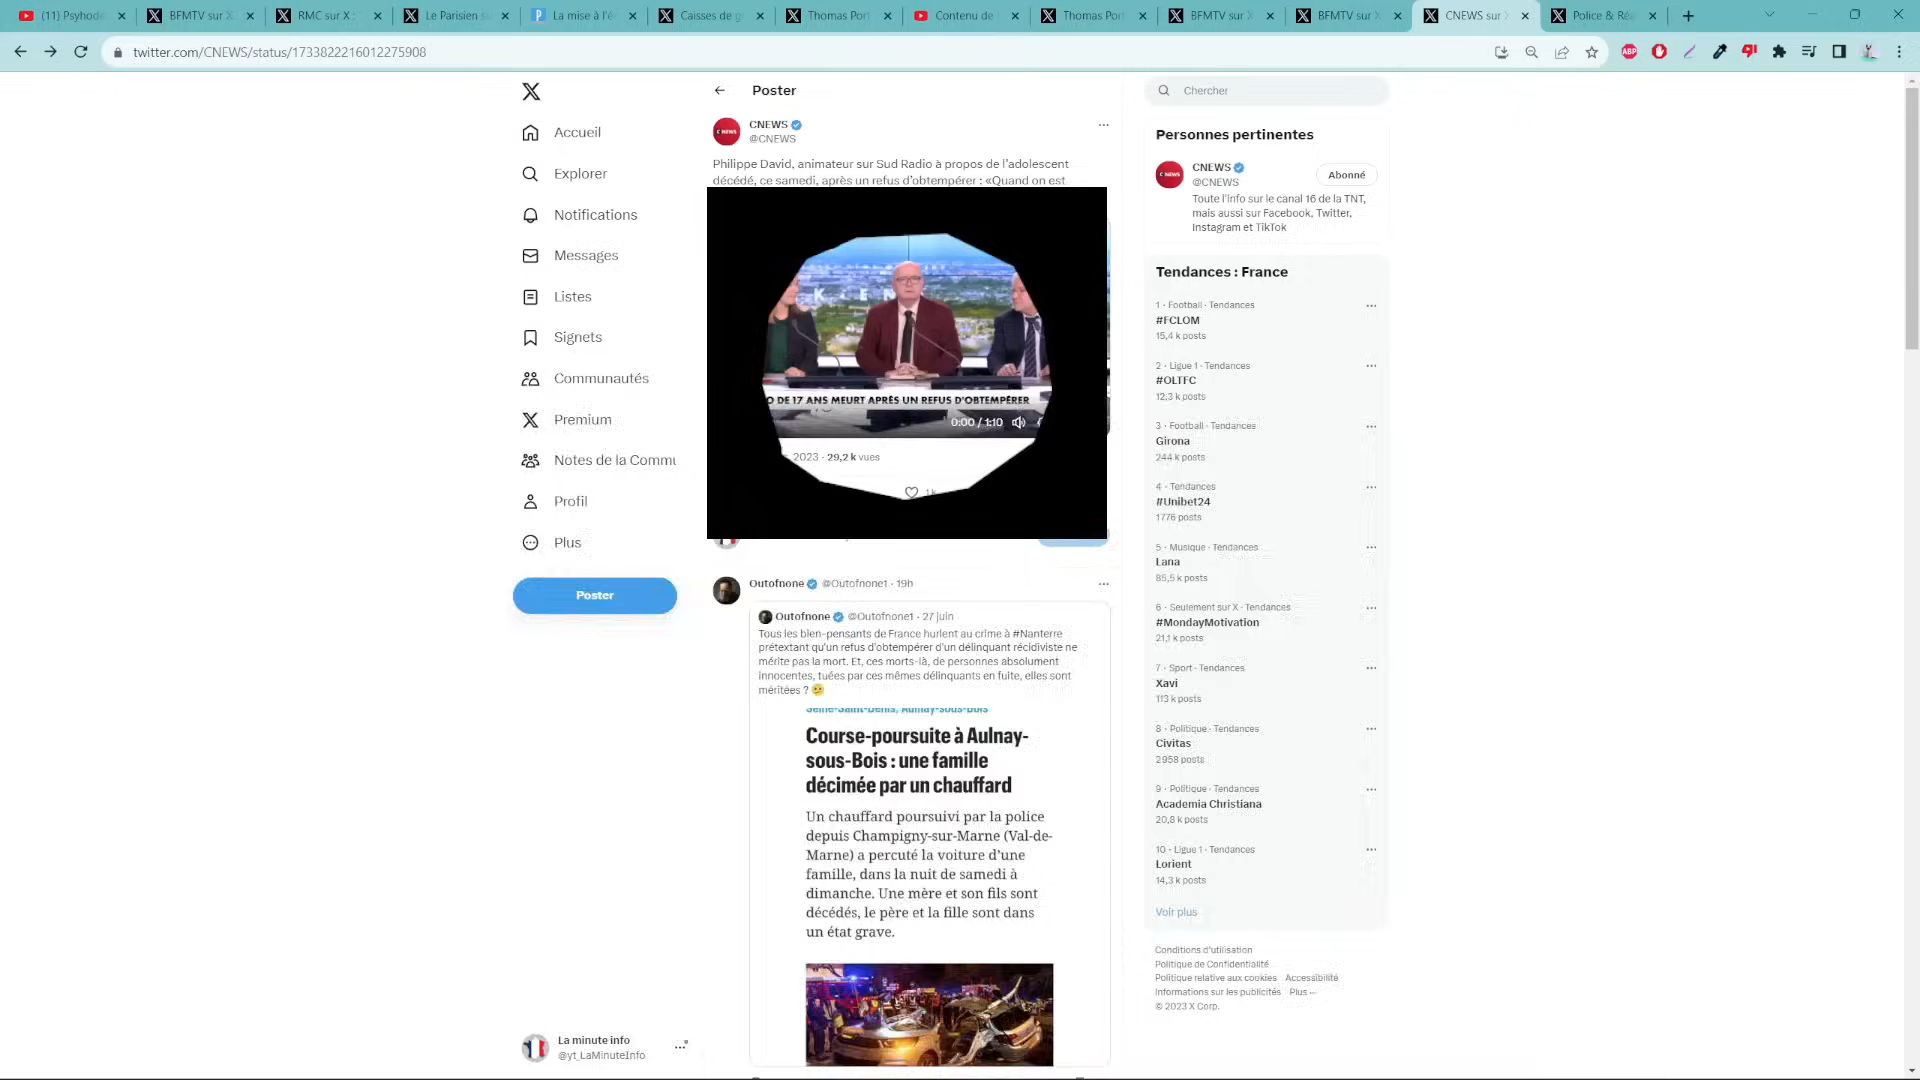 (11) Psyhode
BFMTV sur X
RMC sur X :
Le Parisien s
La mise à l'é
Caisses de g
Thomas Port
Contenu de
Thomas Port
BFMTV sur X
BFMTV sur X
CNEWS sur X
Police & Réa
twitter.com/CNEWS/status/1733822216012275908
Accueil
Explorer
Notifications
Messages
Listes
Signets
Communautés
Premium
Notes de la Commu
Profil
Plus
Poster
La minute info
@yt_LaMinuteInfo
Poster
CNEWS
@CNEWS
Philippe David, animateur sur Sud Radio à propos de l'adolescent
décédé, ce samedi, après un refus d'obtempérer : «Quand on est
O DE 17 ANS MEURT APRÈS UN REFUS D'OBTEMPÉRER
0:00 / 1:10
2023 · 29,2 k vues
1k
Outofnone @Outofnone1 · 19h
Outofnone @Outofnone1 · 27 juin
Tous les bien-pensants de France hurlent au crime à #Nanterre
prétextant qu'un refus d'obtempérer d'un délinquant récidiviste ne
mérite pas la mort. Et, ces morts-là, de personnes absolument
innocentes, tuées par ces mêmes délinquants en fuite, elles sont
méritées ?
Seine-Saint-Denis, Aulnay-sous-Bois
Course-poursuite à Aulnay-
sous-Bois : une famille
décimée par un chauffard
Un chauffard poursuivi par la police
depuis Champigny-sur-Marne (Val-de-
Marne) a percuté la voiture d'une
famille, dans la nuit de samedi à
dimanche. Une mère et son fils sont
décédés, le père et la fille sont dans
un état grave.
Chercher
Personnes pertinentes
CNEWS
@CNEWS
Abonné
Toute l'Info sur le canal 16 de la TNT,
mais aussi sur Facebook, Twitter,
Instagram et TikTok
Tendances : France
1 · Football · Tendances
#FCLOM
15,4 k posts
2 · Ligue 1 · Tendances
#OLTFC
12,3 k posts
3 · Football · Tendances
Girona
244 k posts
4 · Tendances
#Unibet24
1 776 posts
5 · Musique · Tendances
Lana
85,5 k posts
6 · Seulement sur X · Tendances
#MondayMotivation
21,1 k posts
7 · Sport · Tendances
Xavi
113 k posts
8 · Politique · Tendances
Civitas
2 958 posts
9 · Politique · Tendances
Academia Christiana
20,8 k posts
10 · Ligue 1 · Tendances
Lorient
14,3 k posts
Voir plus
Conditions d'utilisation
Politique de Confidentialité
Politique relative aux cookies Accessibilité
Informations sur les publicités Plus ···
© 2023 X Corp.